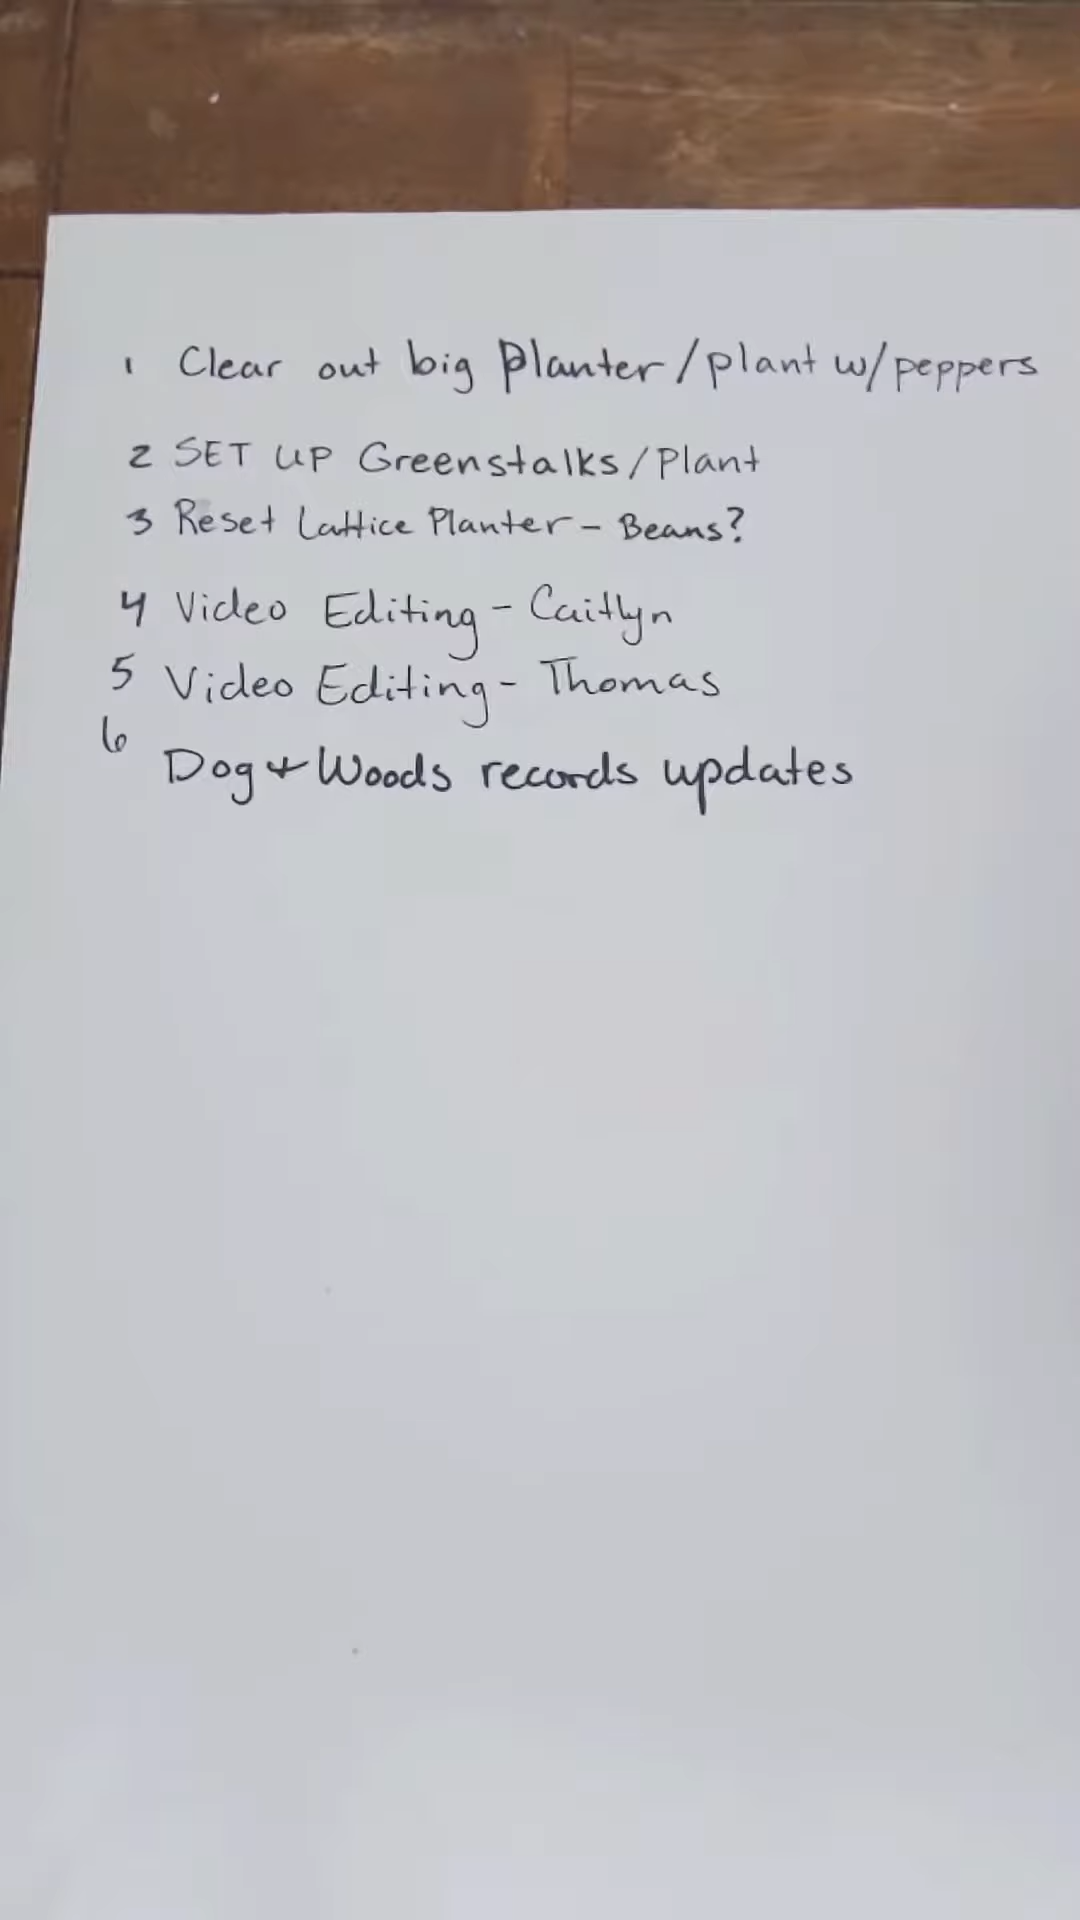 1 Clear out big Planter/plant w/peppers
2 SET UP Greenstalks/Plant
3 Reset Lattice Planter - Beans?
4 Video Editing - Caitlyn
5 Video Editing - Thomas
6 Dog + Woods records updates